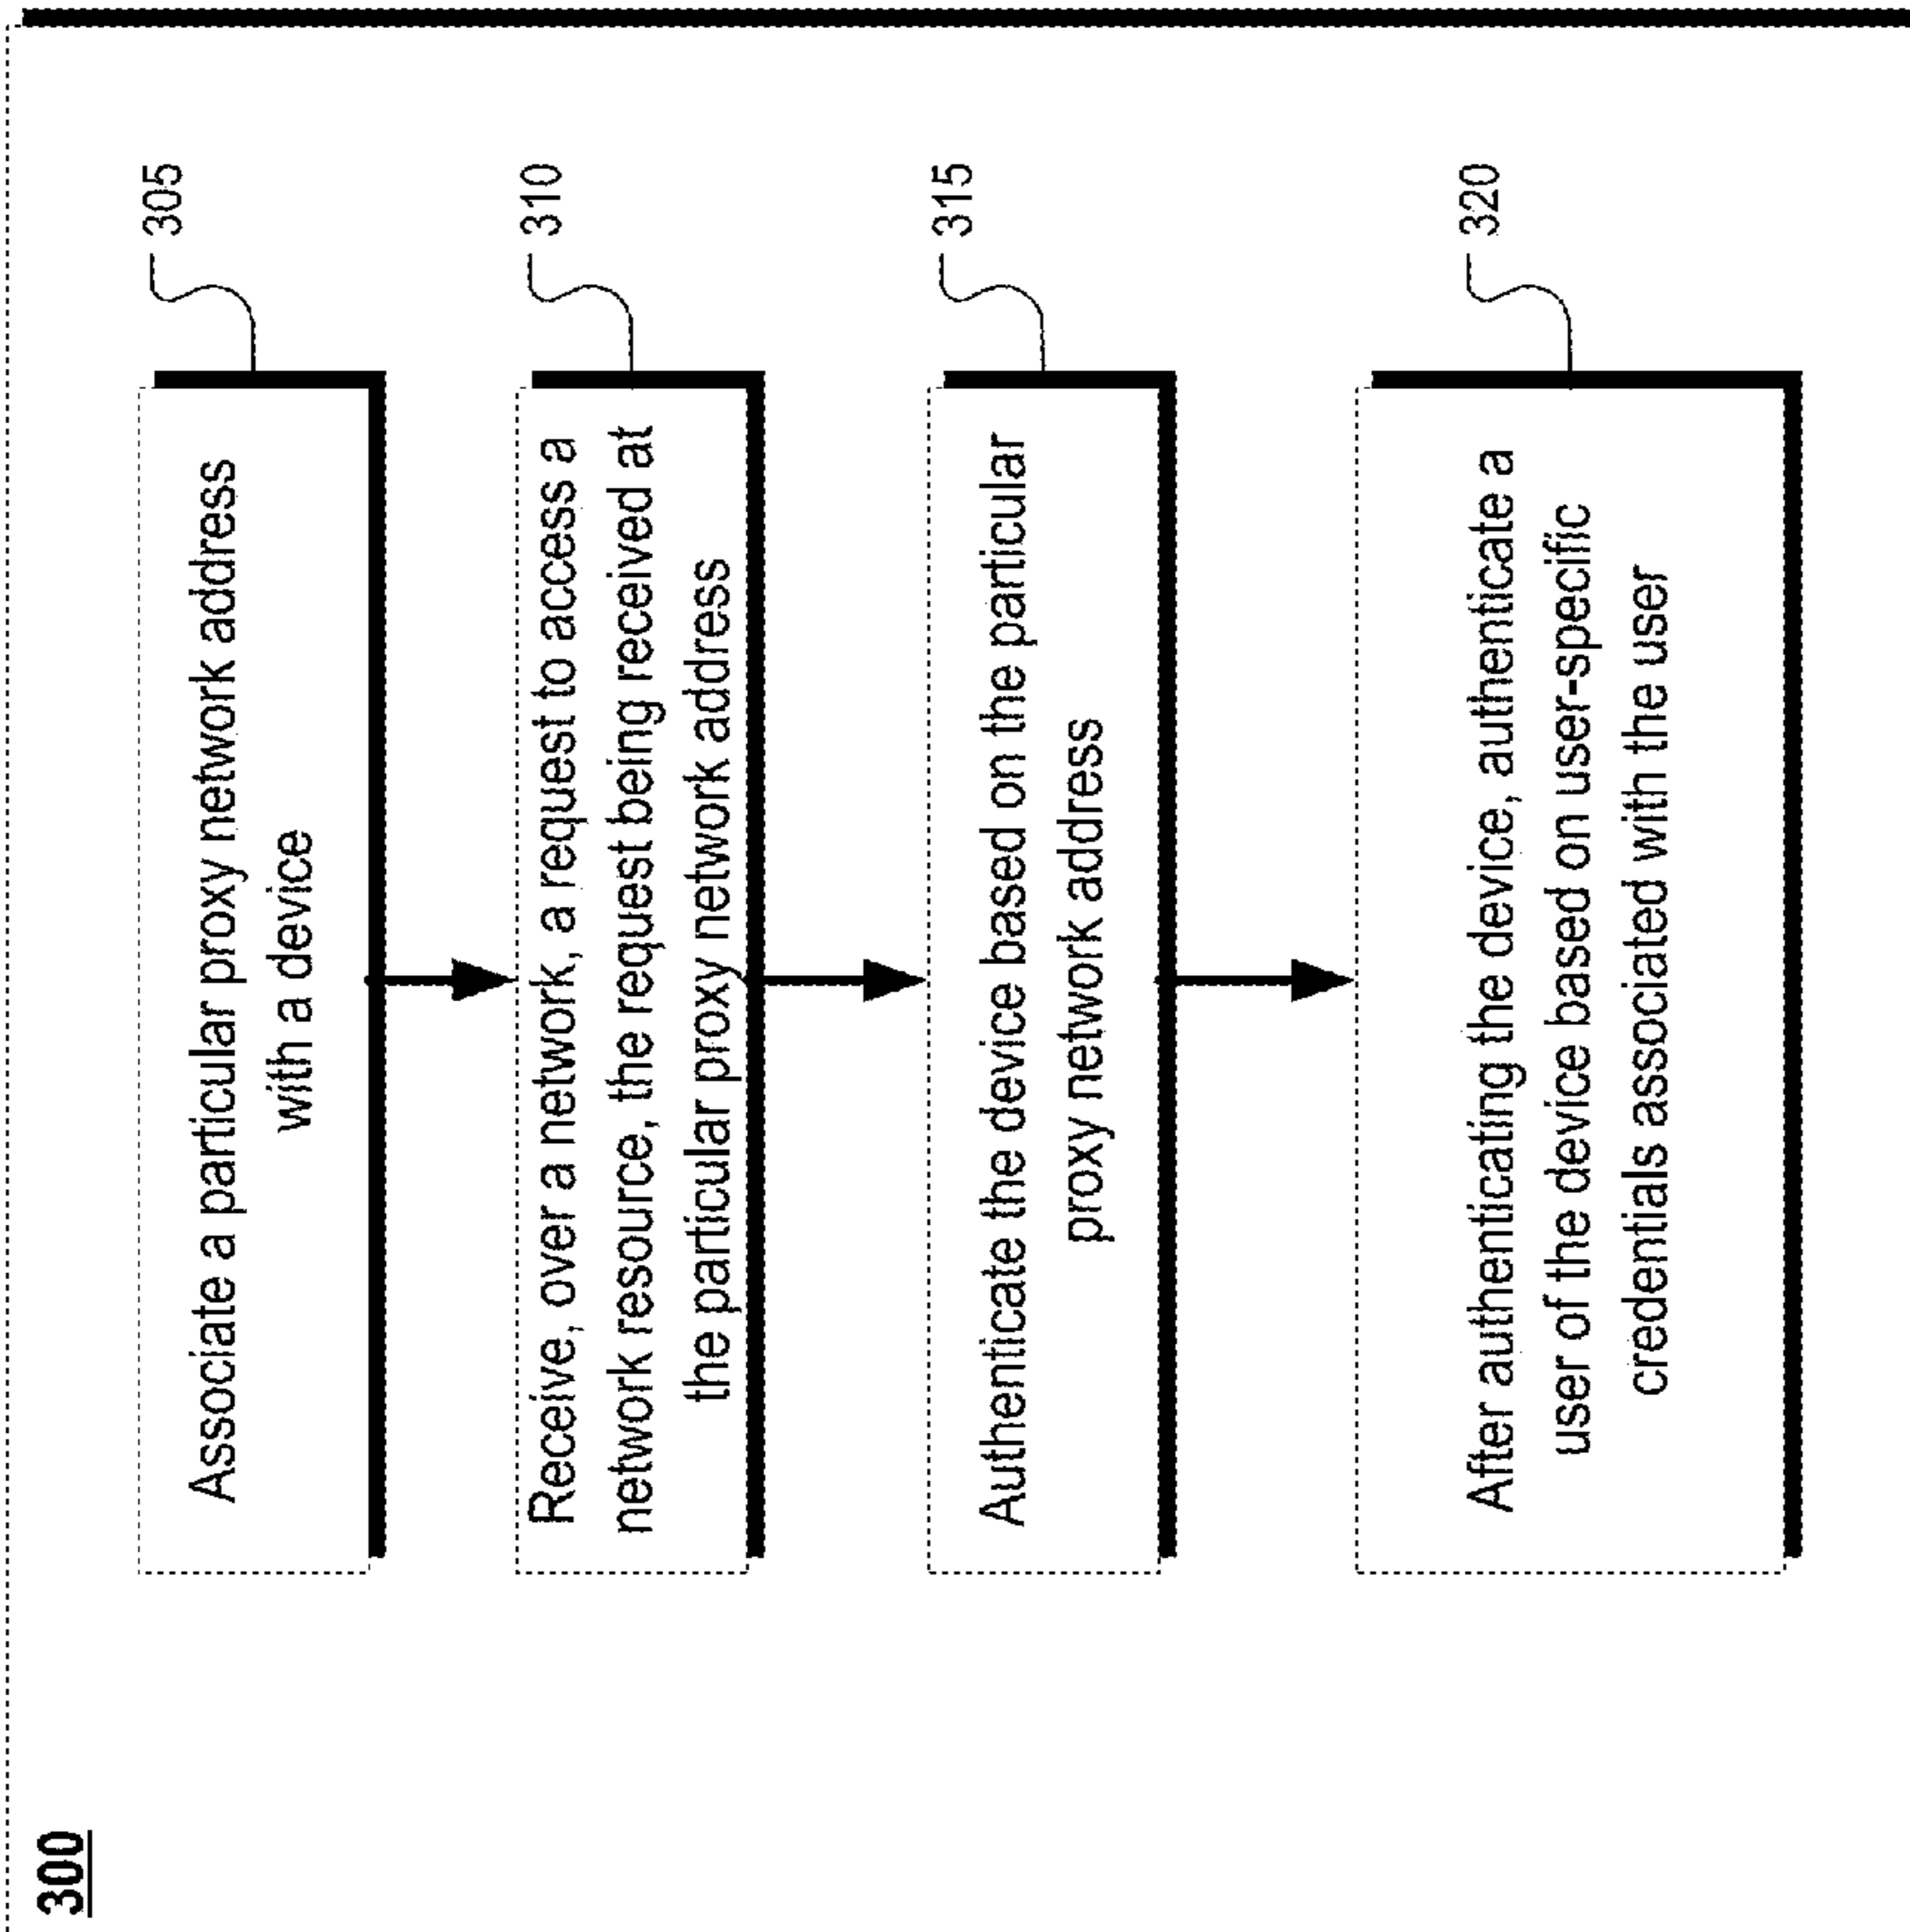 300
305
Associate a particular proxy network address
with a device
310
Receive, over a network, a request to access a
network resource, the request being received at
the particular proxy network address
315
Authenticate the device based on the particular
proxy network address
320
After authenticating the device, authenticate a
user of the device based on user-specific
credentials associated with the user